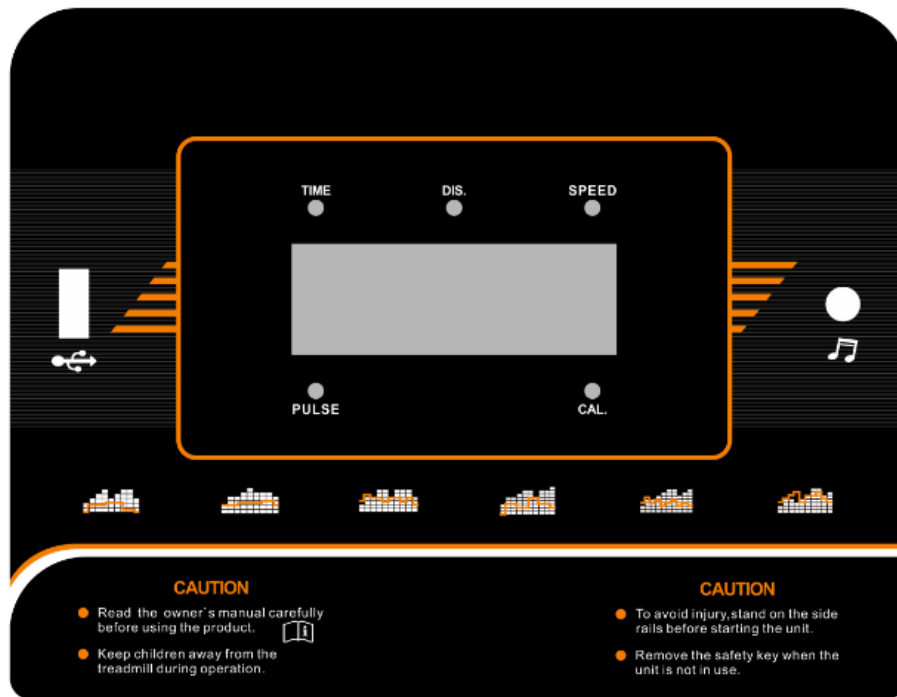 TIME DIS. SPEED
PULSE CAL.
CAUTION
Read the owner´s manual carefully
before using the product.
Keep children away from the
treadmill during operation.
CAUTION
To avoid injury,stand on the side
rails before starting the unit.
Remove the safety key when the
unit is not in use.